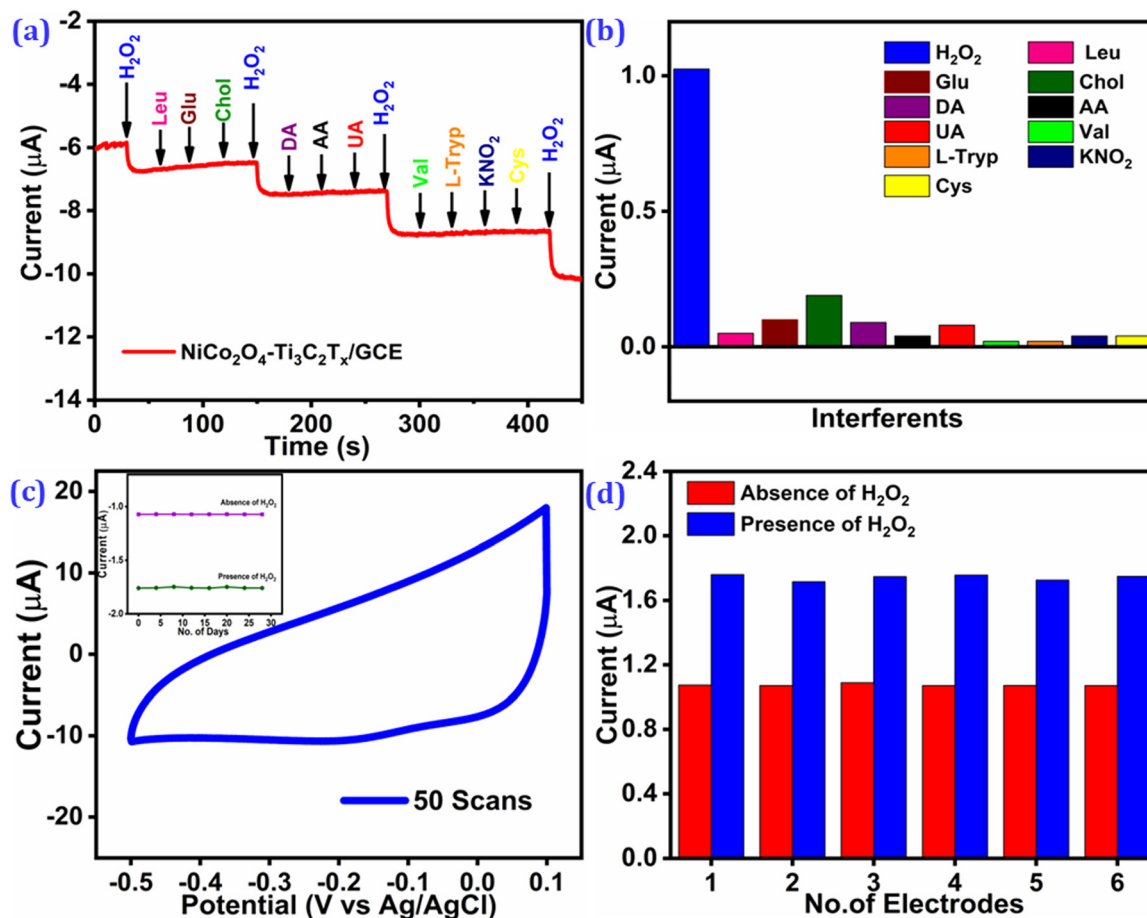 (a)
-2
-4
-6
-8
-10
-12
-14
Current (μA)
H₂O₂
Leu
Glu
Chol
H₂O₂
DA
AA
UA
H₂O₂
Val
L-Tryp
KNO₂
Cys
H₂O₂
NiCo₂O₄-Ti₃C₂Tₓ/GCE
0 100 200 300 400
Time (s)
(b)
1.0
0.5
0.0
Current (μA)
H₂O₂ Leu
Glu Chol
DA AA
UA Val
L-Tryp KNO₂
Cys
Interferents
(c)
20
10
0
-10
-20
Current (μA)
-1.0
-1.5
-2.0
Current (μA)
Absence of H₂O₂
Presence of H₂O₂
0 5 10 15 20 25 30
No. of Days
50 Scans
-0.5 -0.4 -0.3 -0.2 -0.1 0.0 0.1
Potential (V vs Ag/AgCl)
(d)
2.4
2.0
1.6
1.2
0.8
0.4
0.0
Current (μA)
Absence of H₂O₂
Presence of H₂O₂
1 2 3 4 5 6
No.of Electrodes